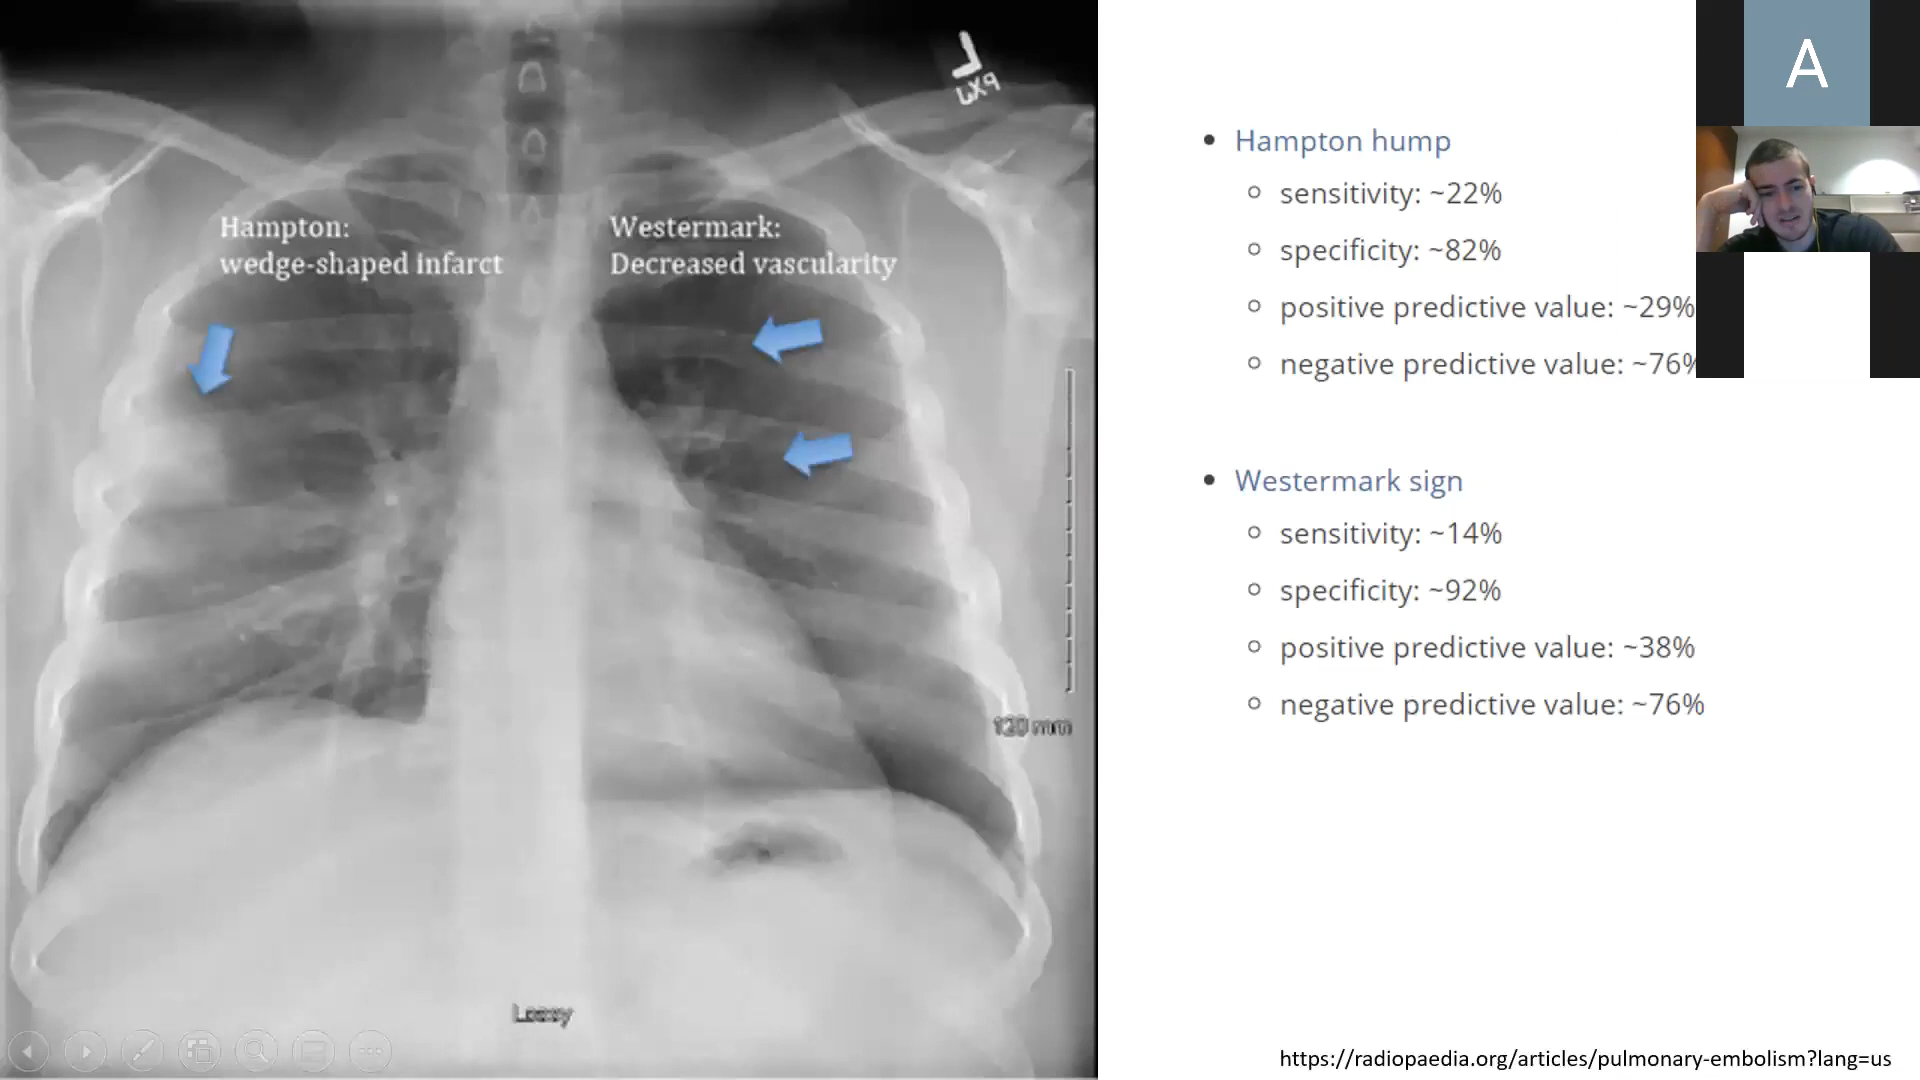 L
LX9
Hampton:
wedge-shaped infarct
Westermark:
Decreased vascularity
120 mm
Lossy
• Hampton hump
○ sensitivity: ~22%
○ specificity: ~82%
○ positive predictive value: ~29%
○ negative predictive value: ~76%
• Westermark sign
○ sensitivity: ~14%
○ specificity: ~92%
○ positive predictive value: ~38%
○ negative predictive value: ~76%
A
https://radiopaedia.org/articles/pulmonary-embolism?lang=us